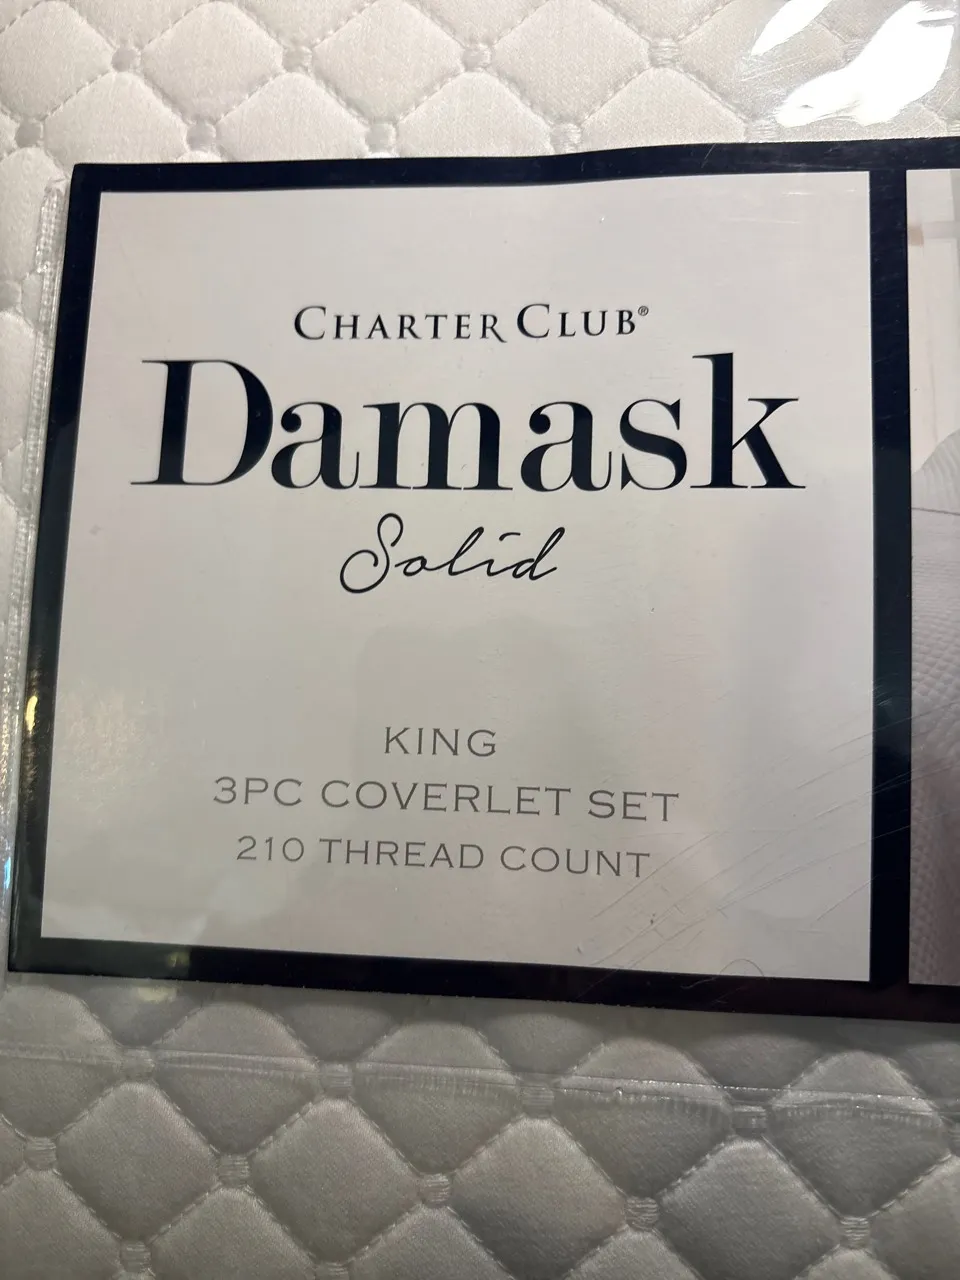 CHARTER CLUB®
Damask
Solid
KING
3PC COVERLET SET
210 THREAD COUNT